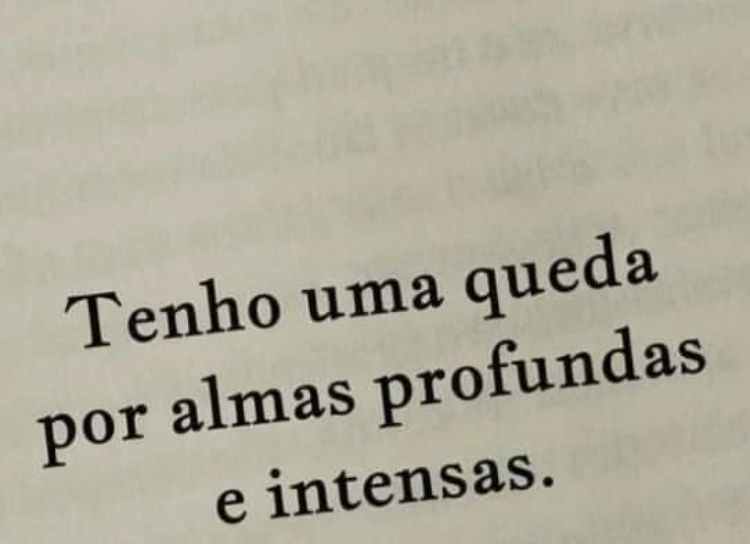 Tenho uma queda
por almas profundas
e intensas.